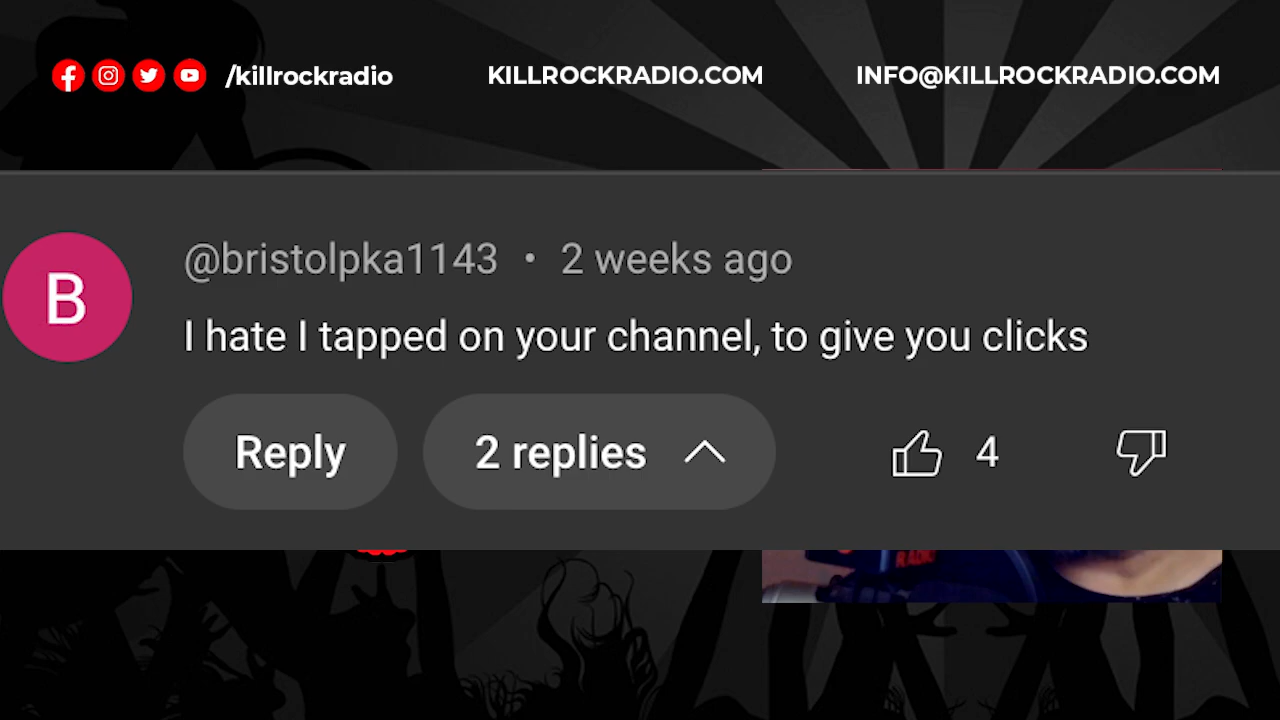 /killrockradio
KILLROCKRADIO.COM
INFO@KILLROCKRADIO.COM
B
@bristolpka1143 • 2 weeks ago
I hate I tapped on your channel, to give you clicks
Reply
2 replies
4
RADIO